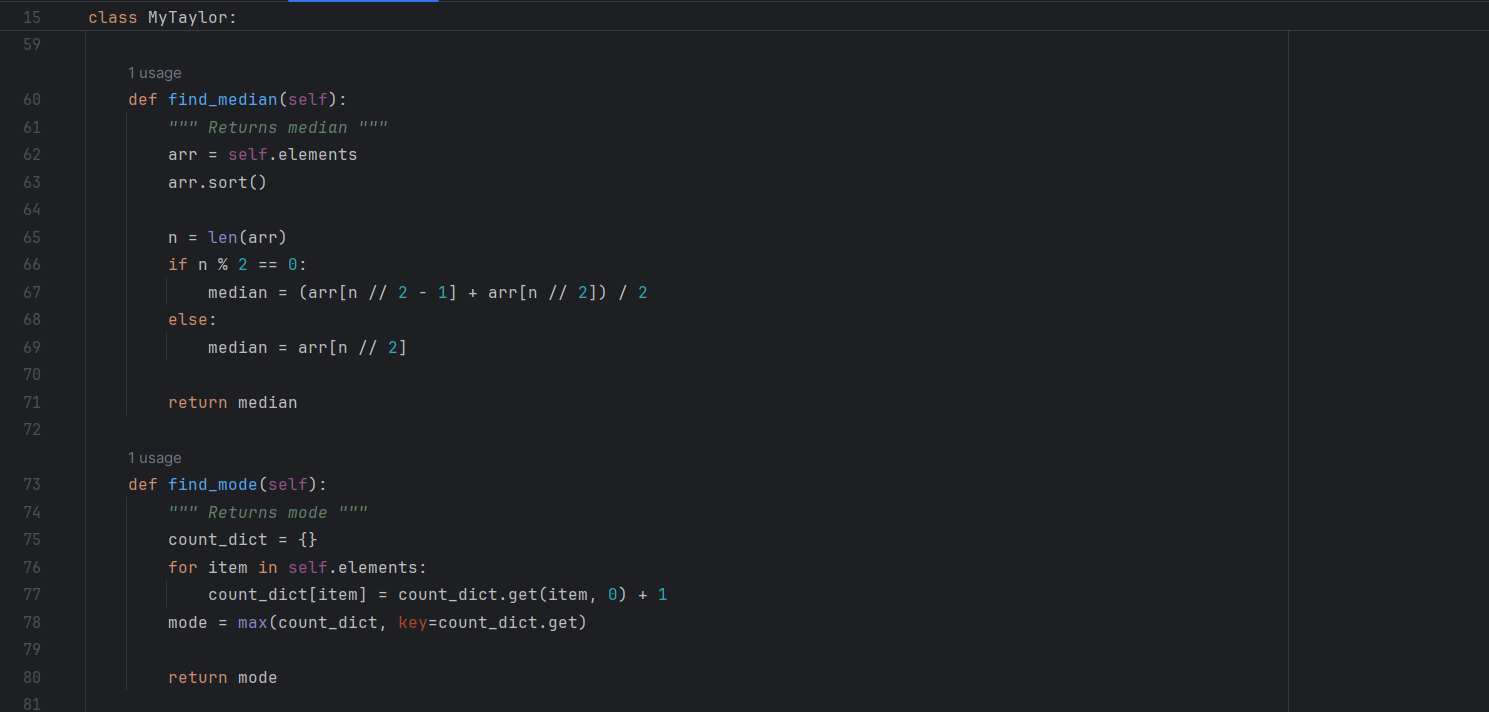 15 class MyTaylor:
59
1 usage
60 def find_median(self):
61 """ Returns median """
62 arr = self.elements
63 arr.sort()
64
65 n = len(arr)
66 if n % 2 == 0:
67 median = (arr[n // 2 - 1] + arr[n // 2]) / 2
68 else:
69 median = arr[n // 2]
70
71 return median
72
1 usage
73 def find_mode(self):
74 """ Returns mode """
75 count_dict = {}
76 for item in self.elements:
77 count_dict[item] = count_dict.get(item, 0) + 1
78 mode = max(count_dict, key=count_dict.get)
79
80 return mode
81